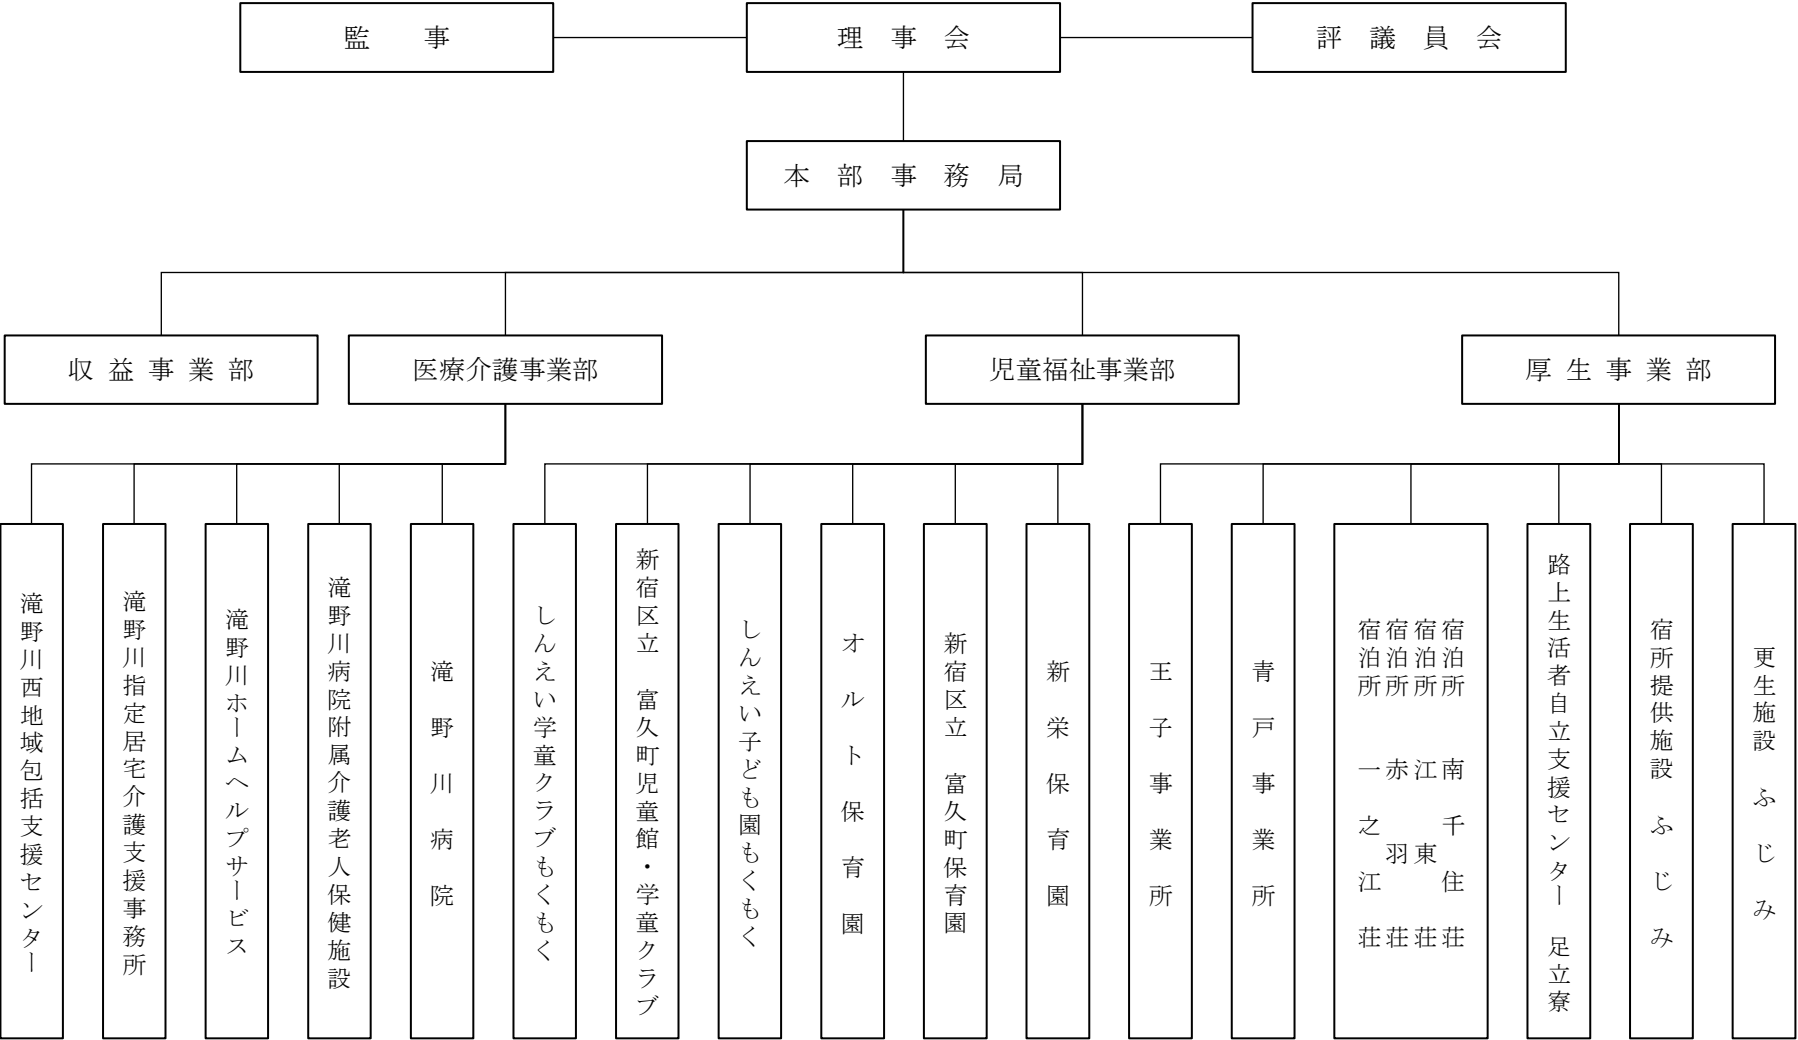 監　事
理　事　会
評　議　員　会
本　部　事　務　局
収 益 事 業 部
医療介護事業部
児童福祉事業部
厚 生 事 業 部
滝野川西地域包括支援センター
滝野川指定居宅介護支援事務所
滝野川ホームヘルプサービス
滝野川病院附属介護老人保健施設
滝　野　川　病　院
しんえい学童クラブもくもく
新宿区立　富久町児童館・学童クラブ
しんえい子ども園もくもく
オ　ル　ト　保　育　園
新宿区立　富久町保育園
新　栄　保　育　園
王　子　事　業　所
青　戸　事　業　所
宿泊所　南千住荘
宿泊所　江東荘
宿泊所　赤羽荘
宿泊所　一之江荘
路上生活者自立支援センター　足立寮
宿所提供施設　ふじみ
更生施設　ふじみ